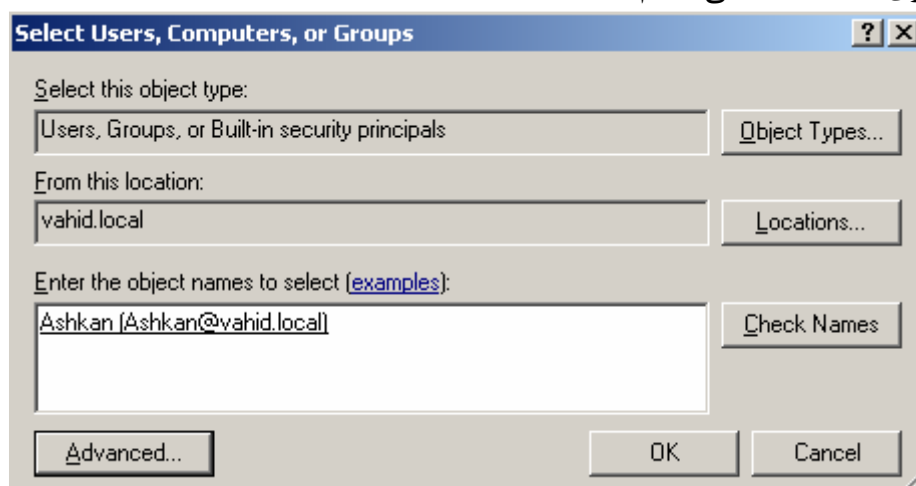 Select Users, Computers, or Groups
Select this object type:
Users, Groups, or Built-in security principals
Object Types...
From this location:
vahid.local
Locations...
Enter the object names to select (examples):
Ashkan (Ashkan@vahid.local)
Check Names
Advanced...
OK
Cancel